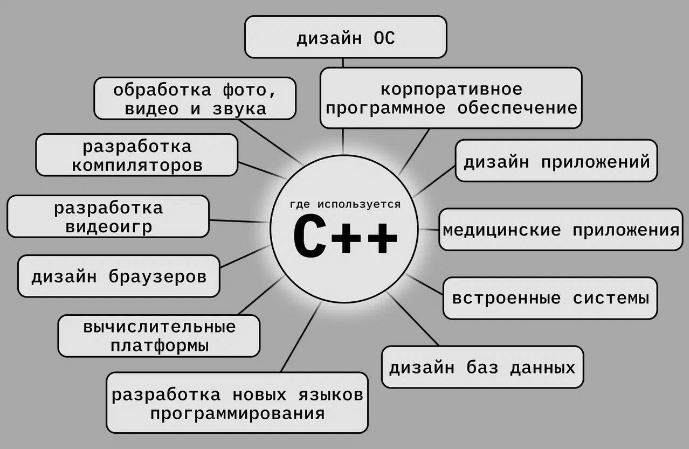 дизайн ОС
корпоративное
программное обеспечение
обработка фото,
видео и звука
разработка
компиляторов
дизайн приложений
разработка
видеоигр
где используется
C++
медицинские приложения
дизайн браузеров
встроенные системы
вычислительные
платформы
дизайн баз данных
разработка новых языков
программирования